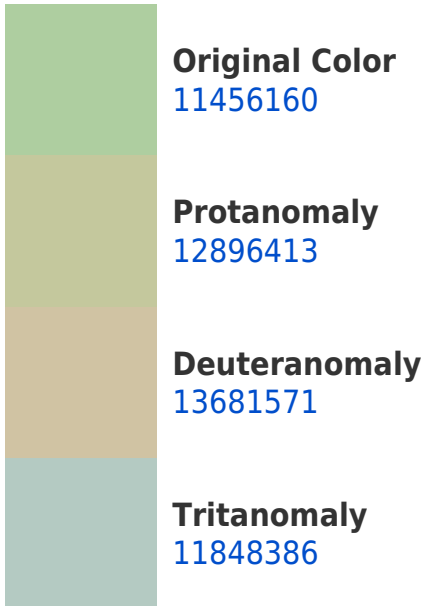 Original Color
11456160
Protanomaly
12896413
Deuteranomaly
13681571
Tritanomaly
11848386